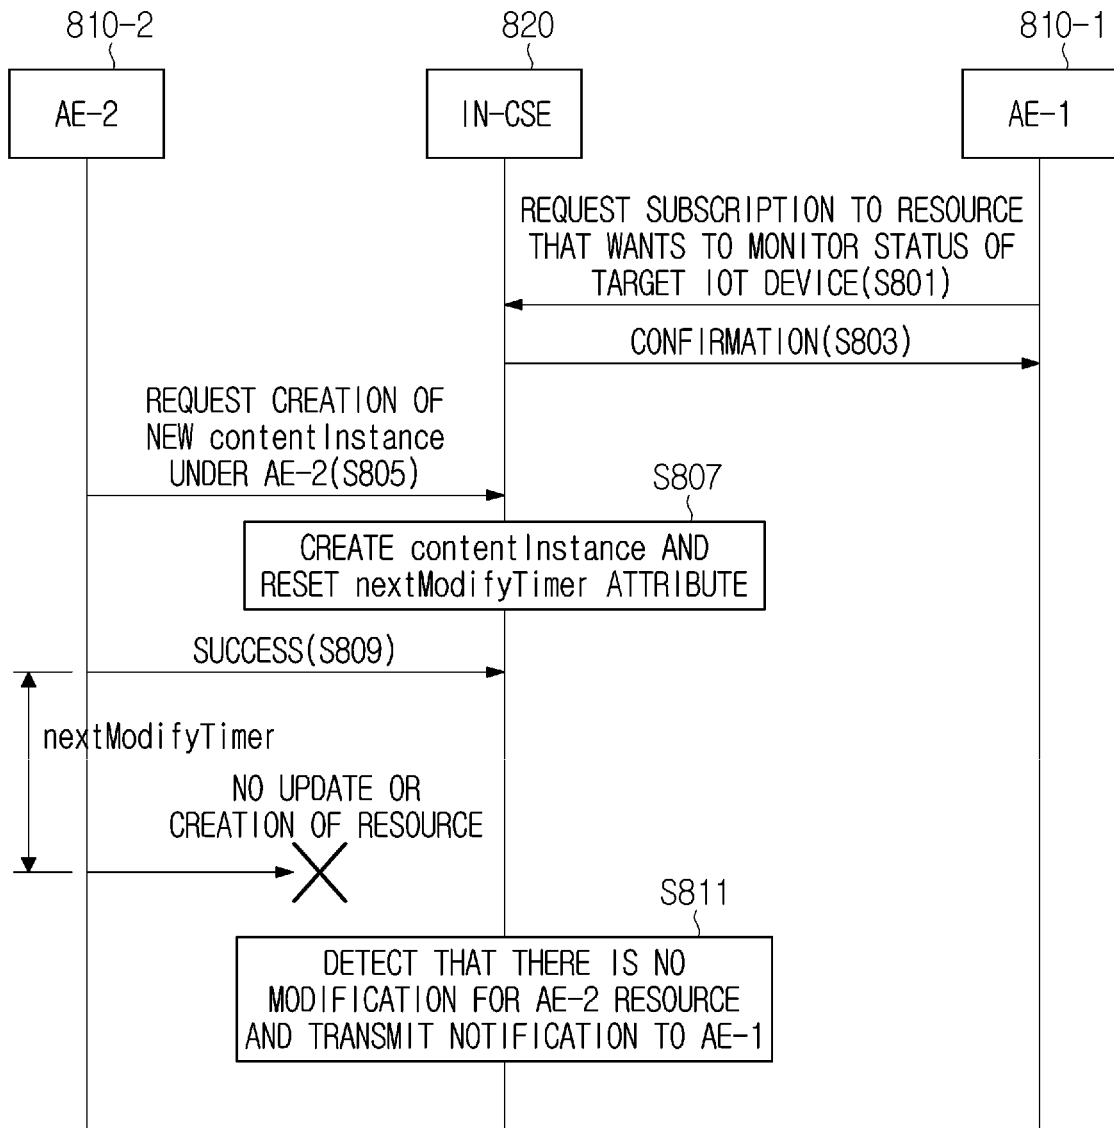 810-2
820
810-1
AE-2
IN-CSE
AE-1
REQUEST SUBSCRIPTION TO RESOURCE
THAT WANTS TO MONITOR STATUS OF
TARGET IOT DEVICE(S801)
CONFIRMATION(S803)
REQUEST CREATION OF
NEW contentInstance
UNDER AE-2(S805)
S807
CREATE contentInstance AND
RESET nextModifyTimer ATTRIBUTE
SUCCESS(S809)
nextModifyTimer
NO UPDATE OR
CREATION OF RESOURCE
S811
DETECT THAT THERE IS NO
MODIFICATION FOR AE-2 RESOURCE
AND TRANSMIT NOTIFICATION TO AE-1